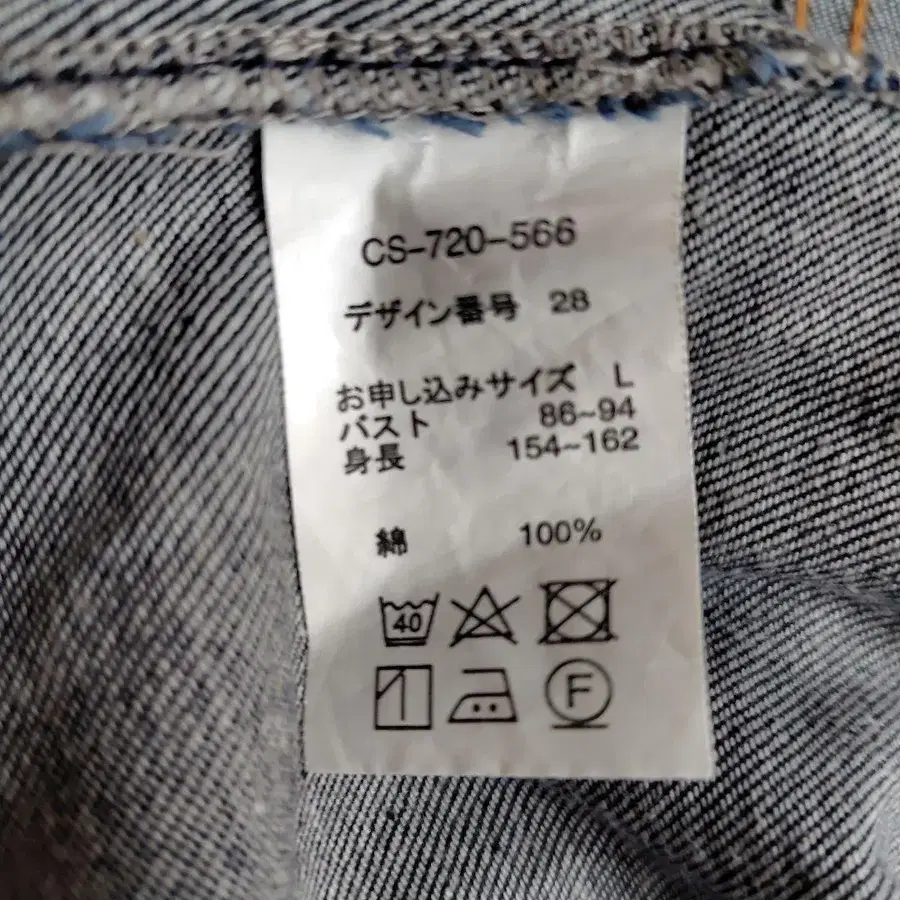 CS-720-566
デザイン番号 28
お申し込みサイズ L
バスト 86~94
身長 154~162
綿 100%
40
F